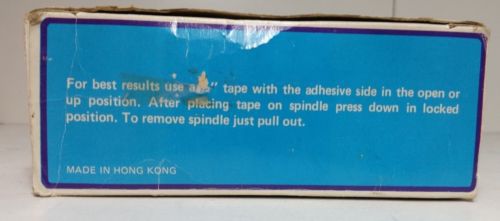 For best results use a " tape with the adhesive side in the open or
up position. After placing tape on spindle press down in locked
position. To remove spindle just pull out.
MADE IN HONG KONG